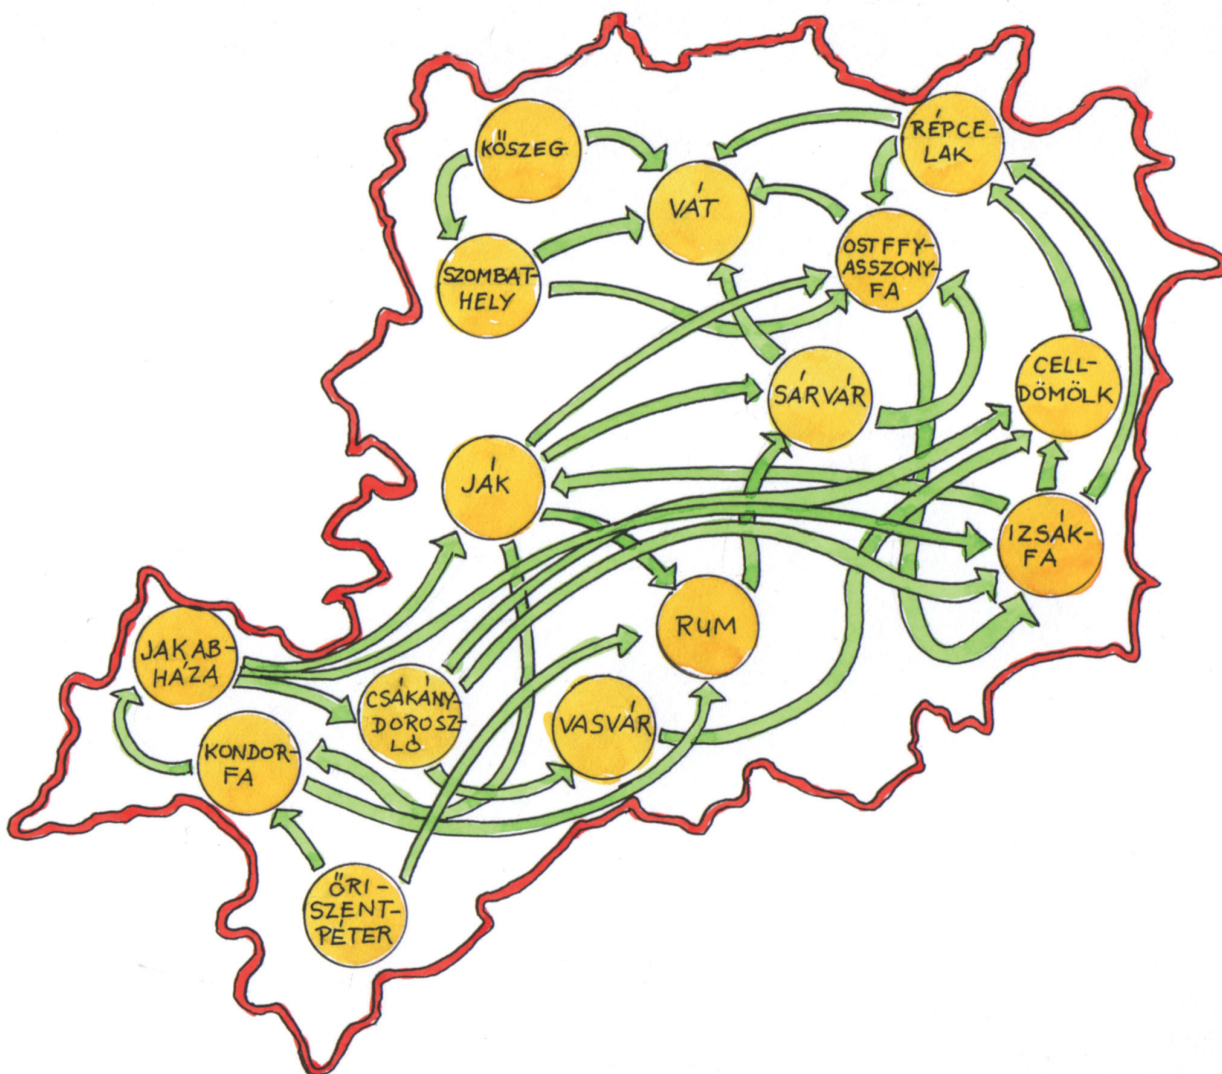 KŐSZEG
RÉPCE-
LAK
VÁT
SZOMBAT-
HELY
OSTFFY-
ASSZONY-
FA
SÁRVÁR
CELL-
DÖMÖLK
JÁK
IZSÁK-
FA
RUM
JAKAB-
HÁZA
CSÁKÁNY-
DOROSZ-
LÓ
VASVÁR
KONDOR-
FA
ŐRI-
SZENT-
PÉTER